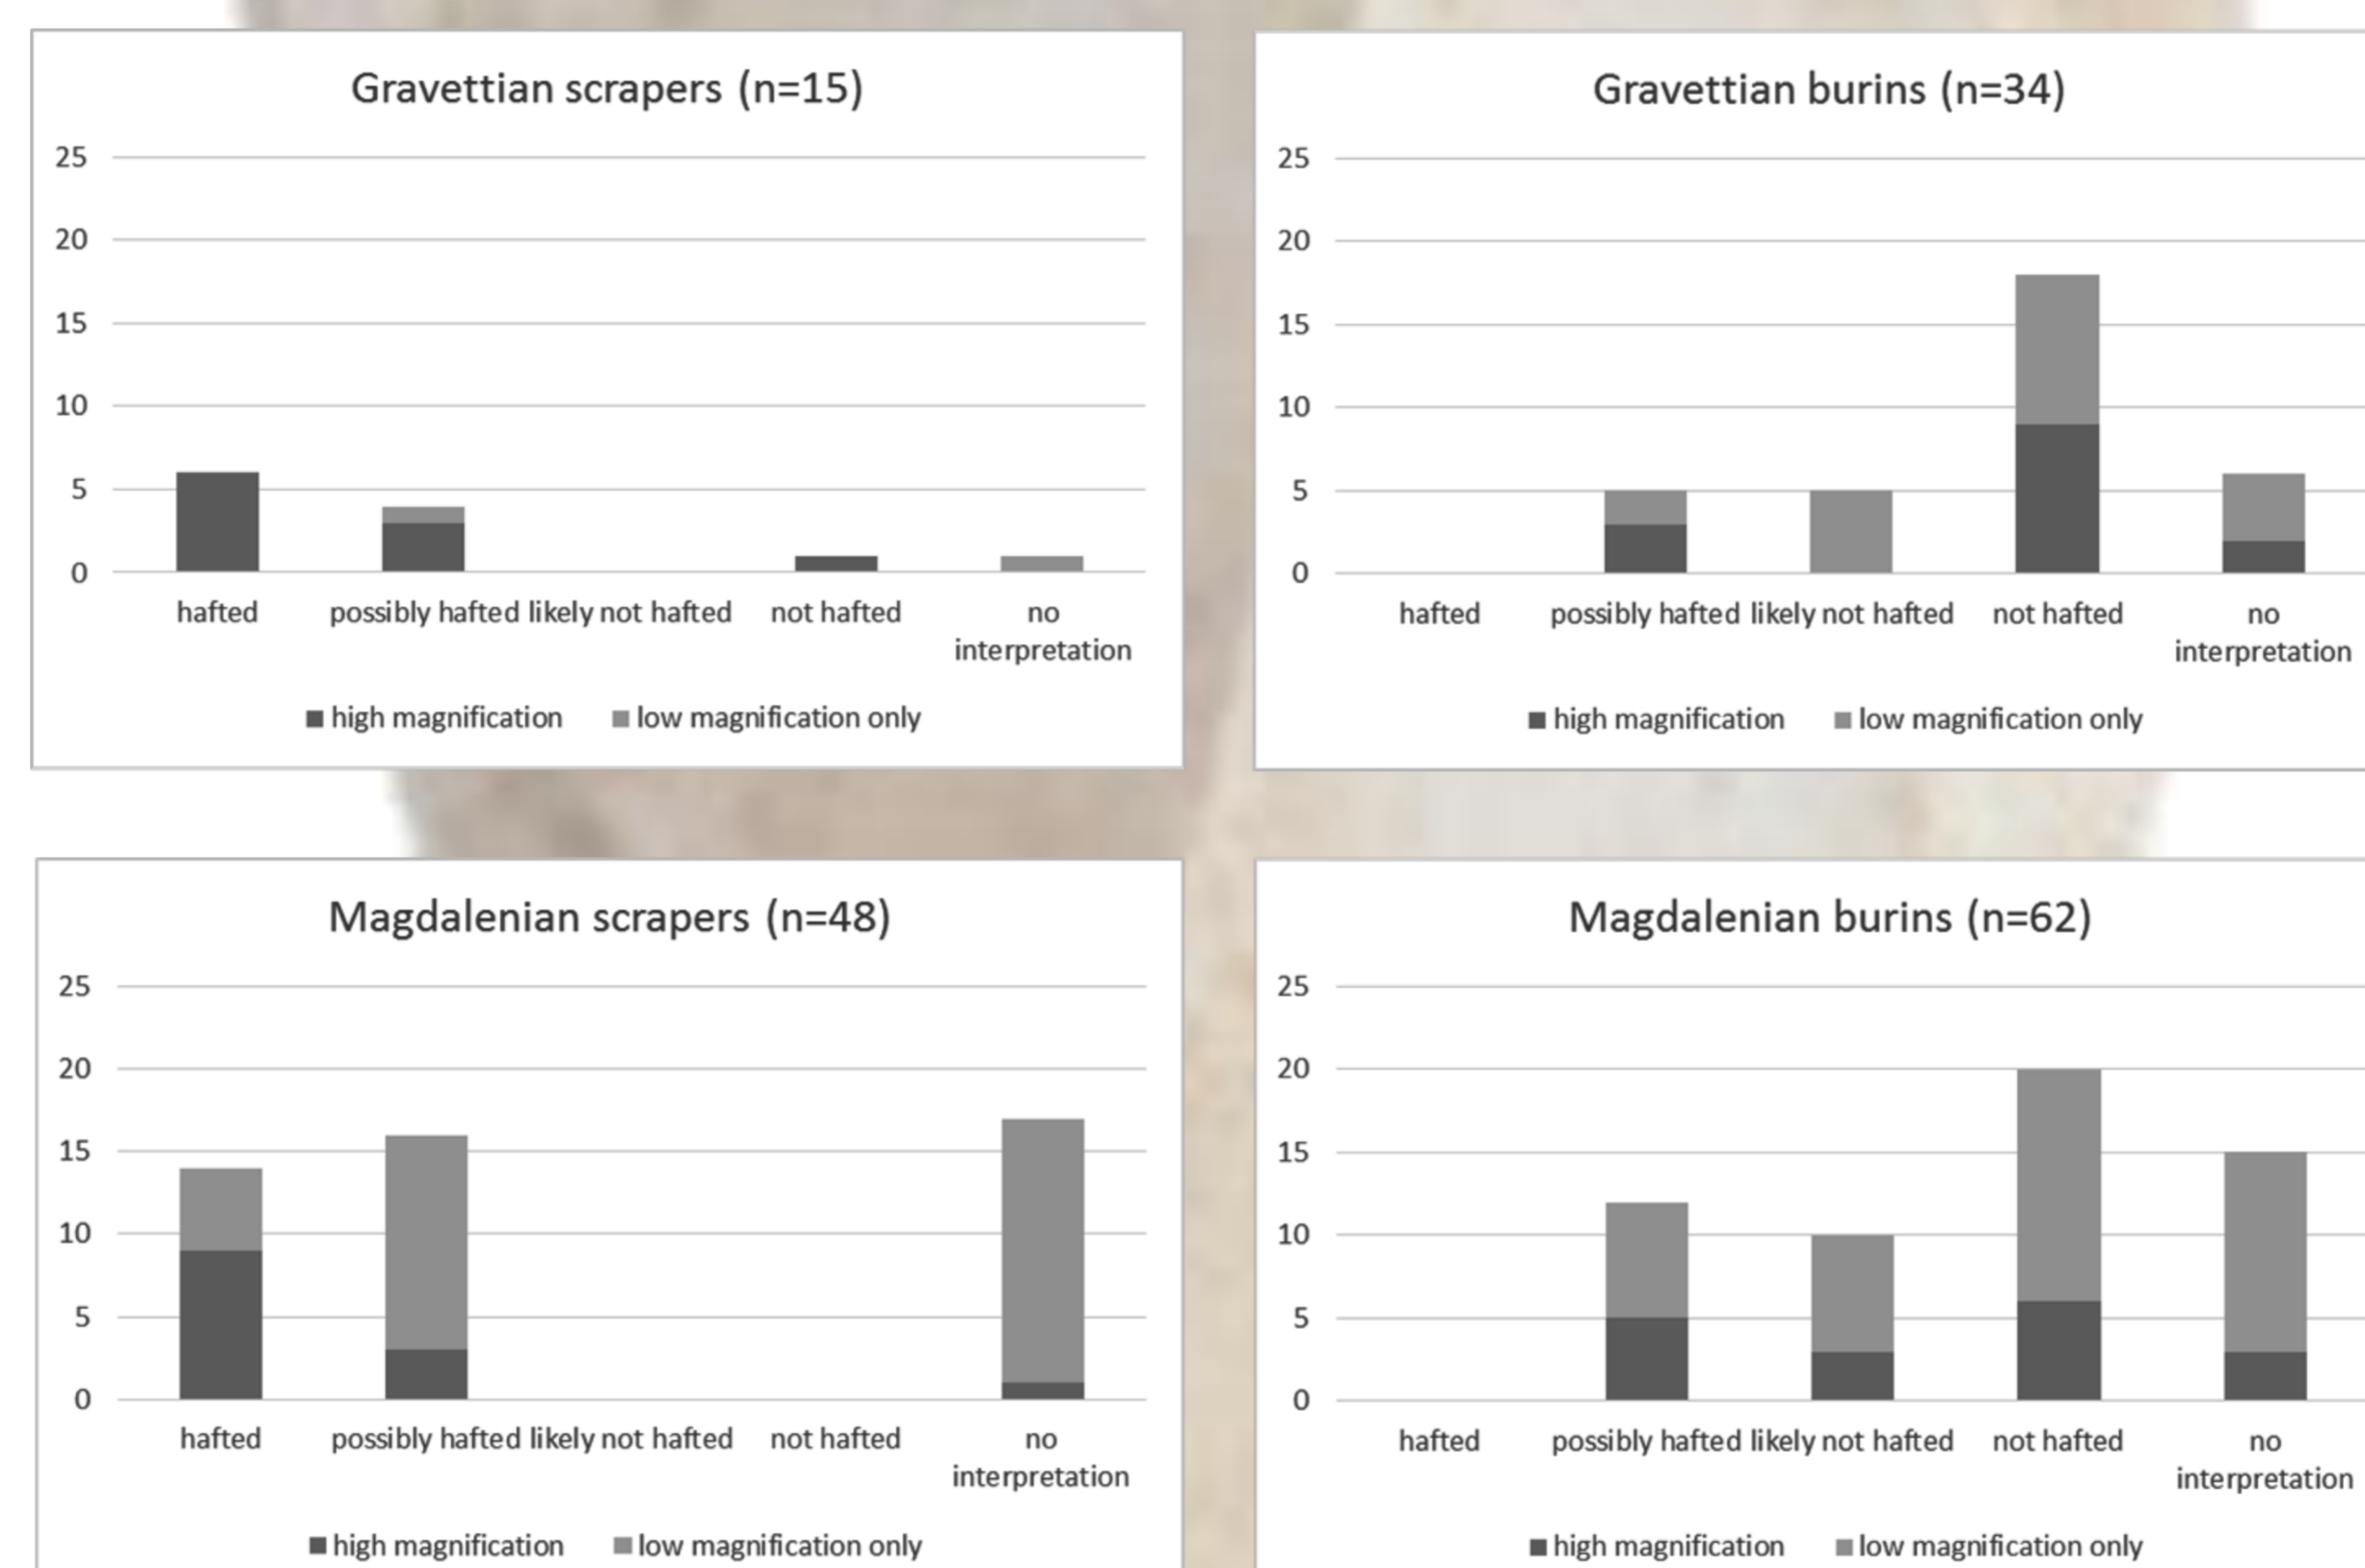 Gravettian scrapers (n=15)
25
20
15
10
5
0
hafted possibly hafted likely not hafted not hafted no
interpretation
high magnification low magnification only
Gravettian burins (n=34)
25
20
15
10
5
0
hafted possibly hafted likely not hafted not hafted no
interpretation
high magnification low magnification only
Magdalenian scrapers (n=48)
25
20
15
10
5
0
hafted possibly hafted likely not hafted not hafted no
interpretation
high magnification low magnification only
Magdalenian burins (n=62)
25
20
15
10
5
0
hafted possibly hafted likely not hafted not hafted no
interpretation
high magnification low magnification only